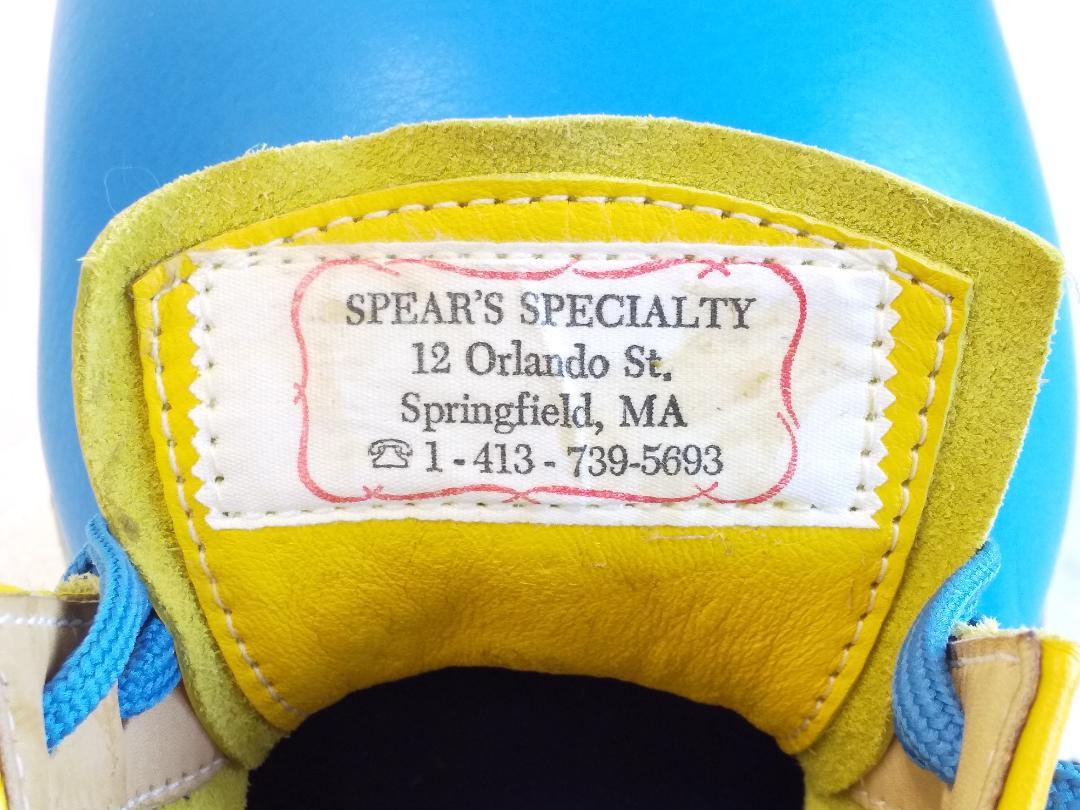 SPEAR'S SPECIALTY
12 Orlando St.
Springfield, MA
☎ 1-413-739-5693